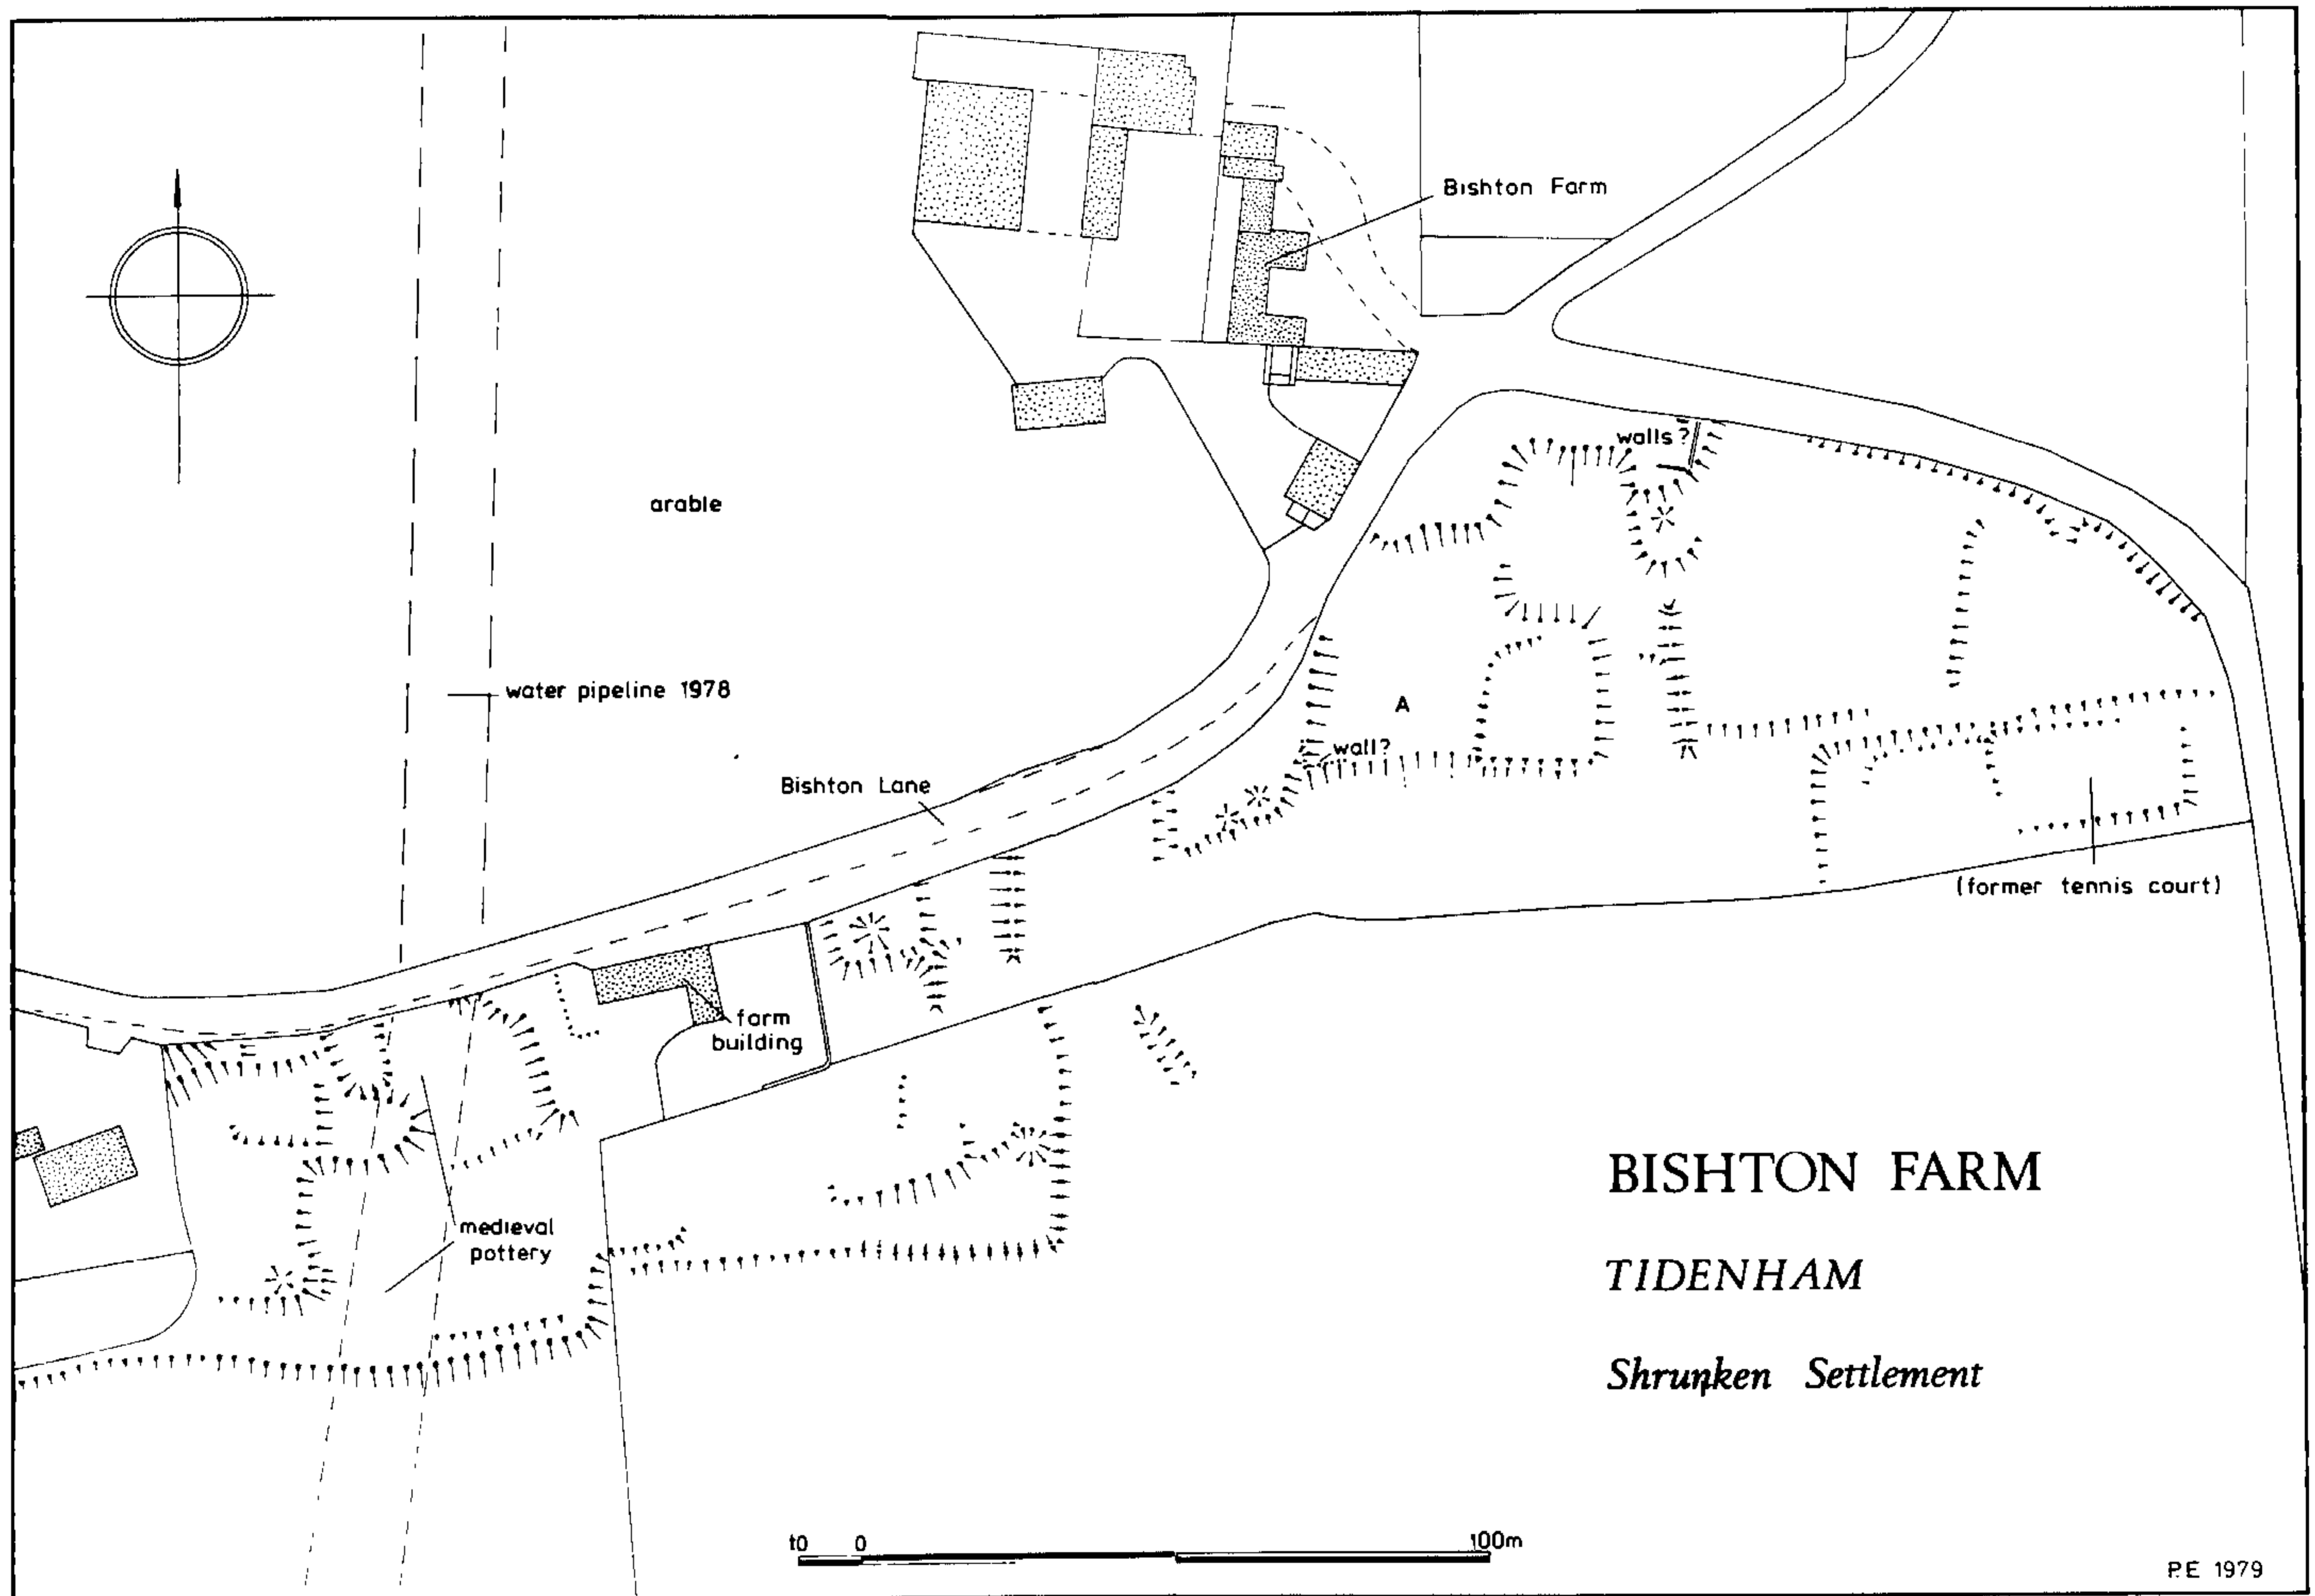 Bishton Farm
walls?
arable
water pipeline 1978
A
wall?
Bishton Lane
(former tennis court)
farm
building
medieval
pottery
BISHTON FARM
TIDENHAM
Shrunken Settlement
10 0 100m
P.E 1979